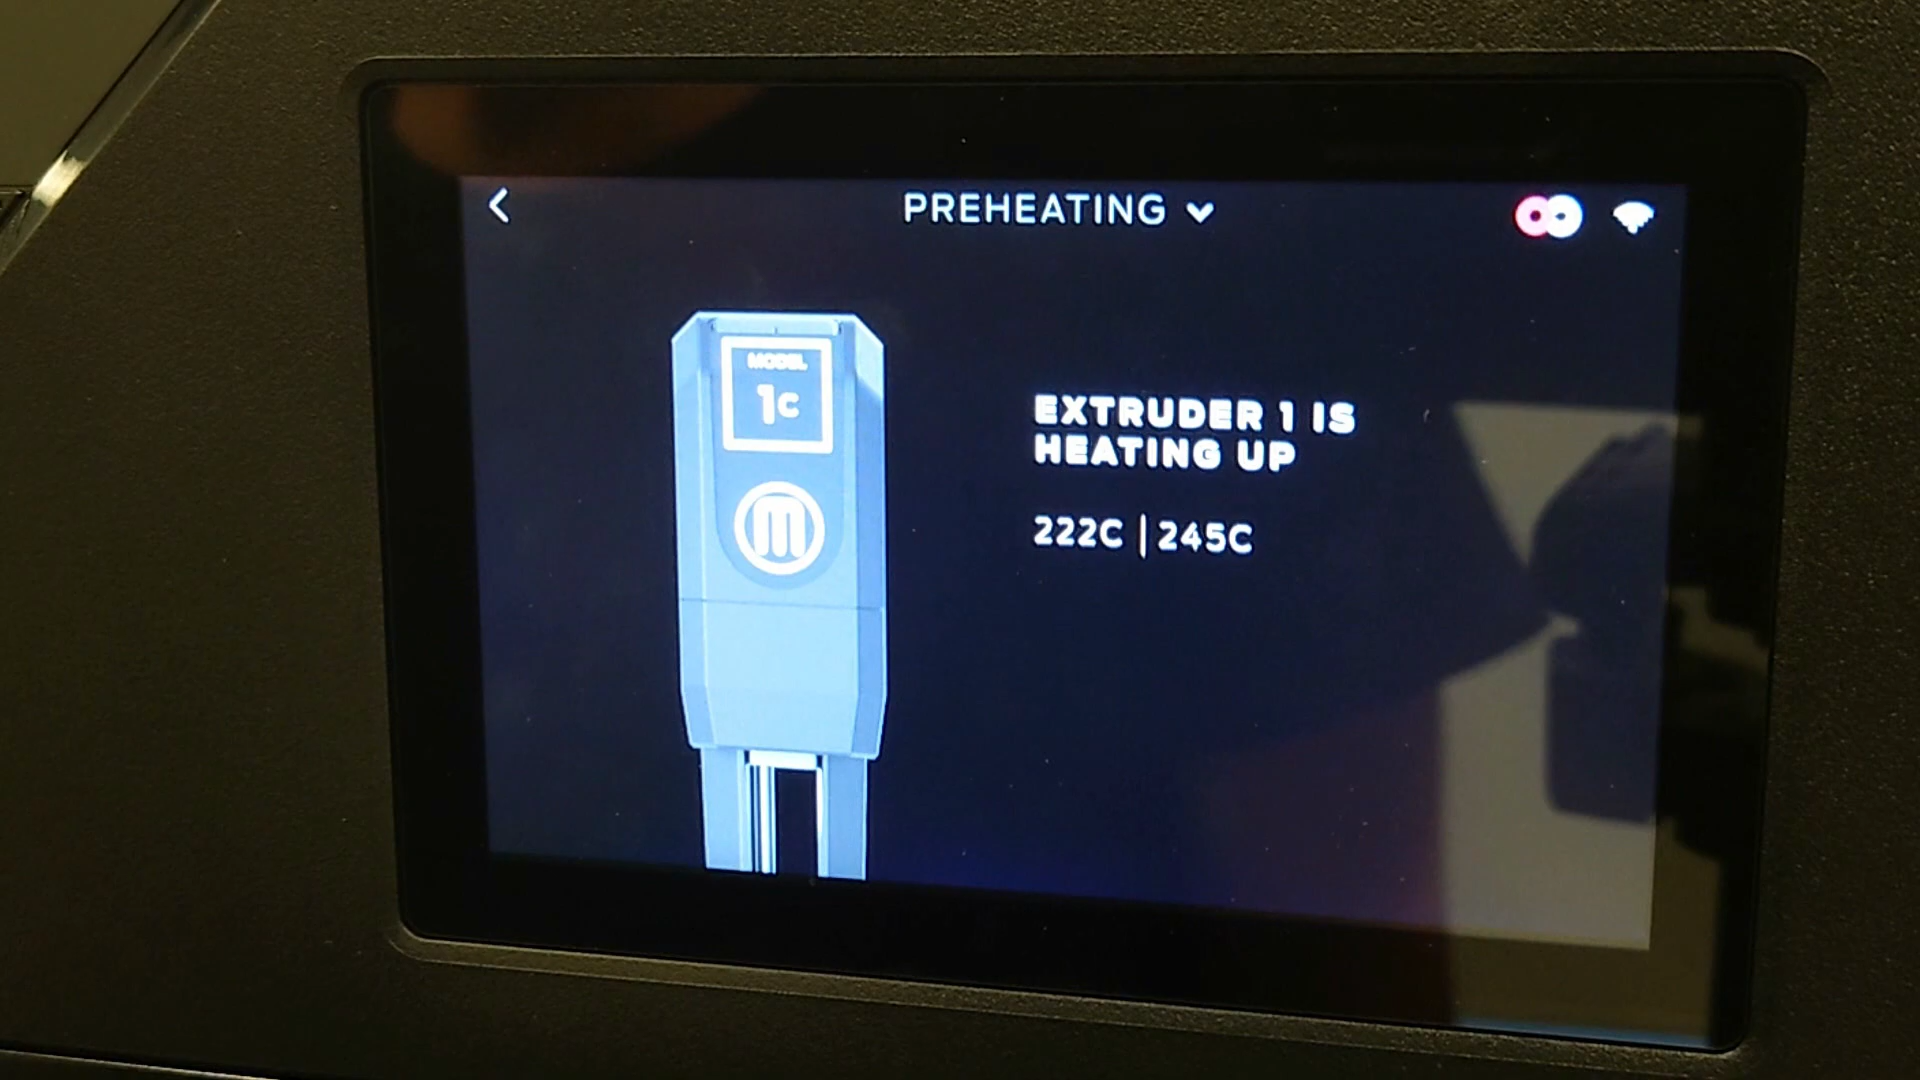 PREHEATING
MODEL
1C
EXTRUDER 1 IS
HEATING UP
222C | 245C